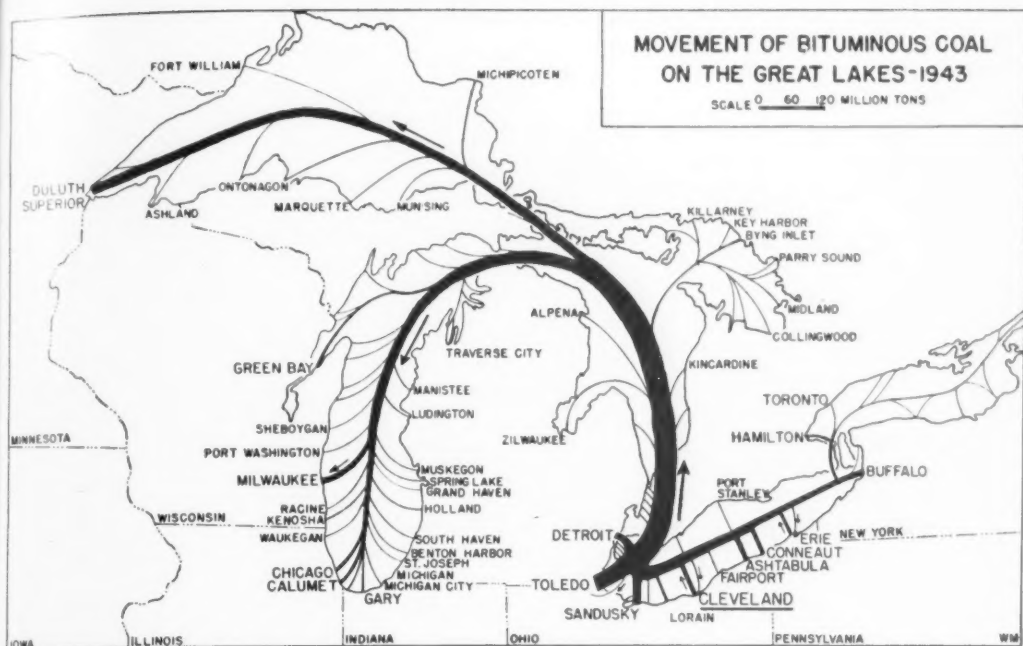 MOVEMENT OF BITUMINOUS COAL
ON THE GREAT LAKES-1943
SCALE 0 60 120 MILLION TONS
FORT WILLIAM
MICHIPICOTEN
DULUTH
SUPERIOR
ASHLAND
ONTONAGON
MARQUETTE
MUNISING
KILLARNEY
KEY HARBOR
BYNG INLET
PARRY SOUND
MIDLAND
COLLINGWOOD
ALPENA
KINCARDINE
TRAVERSE CITY
GREEN BAY
MANISTEE
LUDINGTON
SHEBOYGAN
ZILWAUKEE
TORONTO
HAMILTON
BUFFALO
MINNESOTA
PORT WASHINGTON
MILWAUKEE
MUSKEGON
SPRING LAKE
GRAND HAVEN
HOLLAND
RACINE
KENOSHA
WISCONSIN
WAUKEGAN
SOUTH HAVEN
BENTON HARBOR
ST. JOSEPH
MICHIGAN
MICHIGAN CITY
CHICAGO
CALUMET
GARY
PORT
STANLEY
DETROIT
TOLEDO
SANDUSKY
LORAIN
CLEVELAND
FAIRPORT
ASHTABULA
CONNEAUT
ERIE
NEW YORK
IOWA
ILLINOIS
INDIANA
OHIO
PENNSYLVANIA
WM